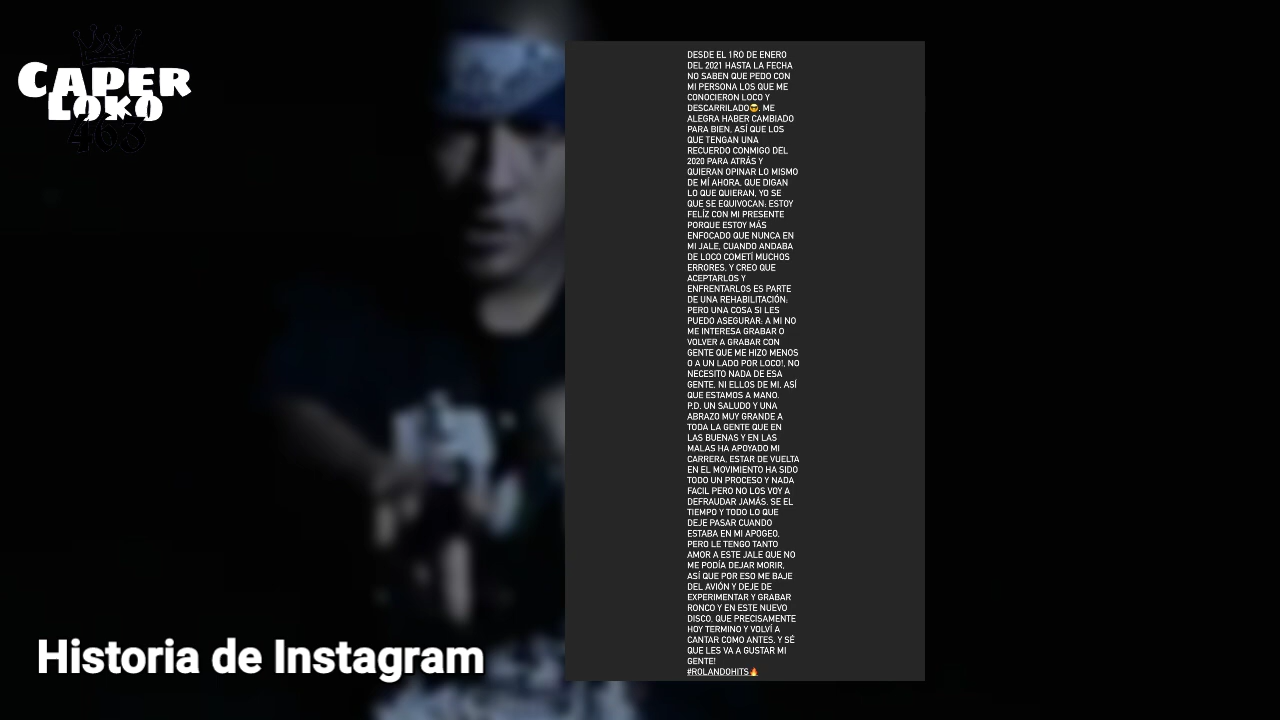 CAPER
LOKO
463
DESDE EL 1RO DE ENERO
DEL 2021 HASTA LA FECHA
NO SABEN QUE PEDO CON
MI PERSONA LOS QUE ME
CONOCIERON LOCO Y
DESCARRILADO😎. ME
ALEGRA HABER CAMBIADO
PARA BIEN, ASÍ QUE LOS
QUE TENGAN UNA
RECUERDO CONMIGO DEL
2020 PARA ATRÁS Y
QUIERAN OPINAR LO MISMO
DE MÍ AHORA, QUE DIGAN
LO QUE QUIERAN, YO SE
QUE SE EQUIVOCAN; ESTOY
FELÍZ CON MI PRESENTE
PORQUE ESTOY MÁS
ENFOCADO QUE NUNCA EN
MI JALE, CUANDO ANDABA
DE LOCO COMETÍ MUCHOS
ERRORES, Y CREO QUE
ACEPTARLOS Y
ENFRENTARLOS ES PARTE
DE UNA REHABILITACIÓN;
PERO UNA COSA SI LES
PUEDO ASEGURAR: A MI NO
ME INTERESA GRABAR O
VOLVER A GRABAR CON
GENTE QUE ME HIZO MENOS
O A UN LADO POR LOCO!, NO
NECESITO NADA DE ESA
GENTE, NI ELLOS DE MI. ASÍ
QUE ESTAMOS A MANO.
P.D. UN SALUDO Y UNA
ABRAZO MUY GRANDE A
TODA LA GENTE QUE EN
LAS BUENAS Y EN LAS
MALAS HA APOYADO MI
CARRERA, ESTAR DE VUELTA
EN EL MOVIMIENTO HA SIDO
TODO UN PROCESO Y NADA
FACIL PERO NO LOS VOY A
DEFRAUDAR JAMÁS. SE EL
TIEMPO Y TODO LO QUE
DEJE PASAR CUANDO
ESTABA EN MI APOGEO.
PERO LE TENGO TANTO
AMOR A ESTE JALE QUE NO
ME PODÍA DEJAR MORIR,
ASÍ QUE POR ESO ME BAJE
DEL AVIÓN Y DEJE DE
EXPERIMENTAR Y GRABAR
RONCO Y EN ESTE NUEVO
DISCO, QUE PRECISAMENTE
HOY TERMINO Y VOLVÍ A
CANTAR COMO ANTES, Y SÉ
QUE LES VA A GUSTAR MI
GENTE!
#ROLANDOHITS🔥
Historia de Instagram